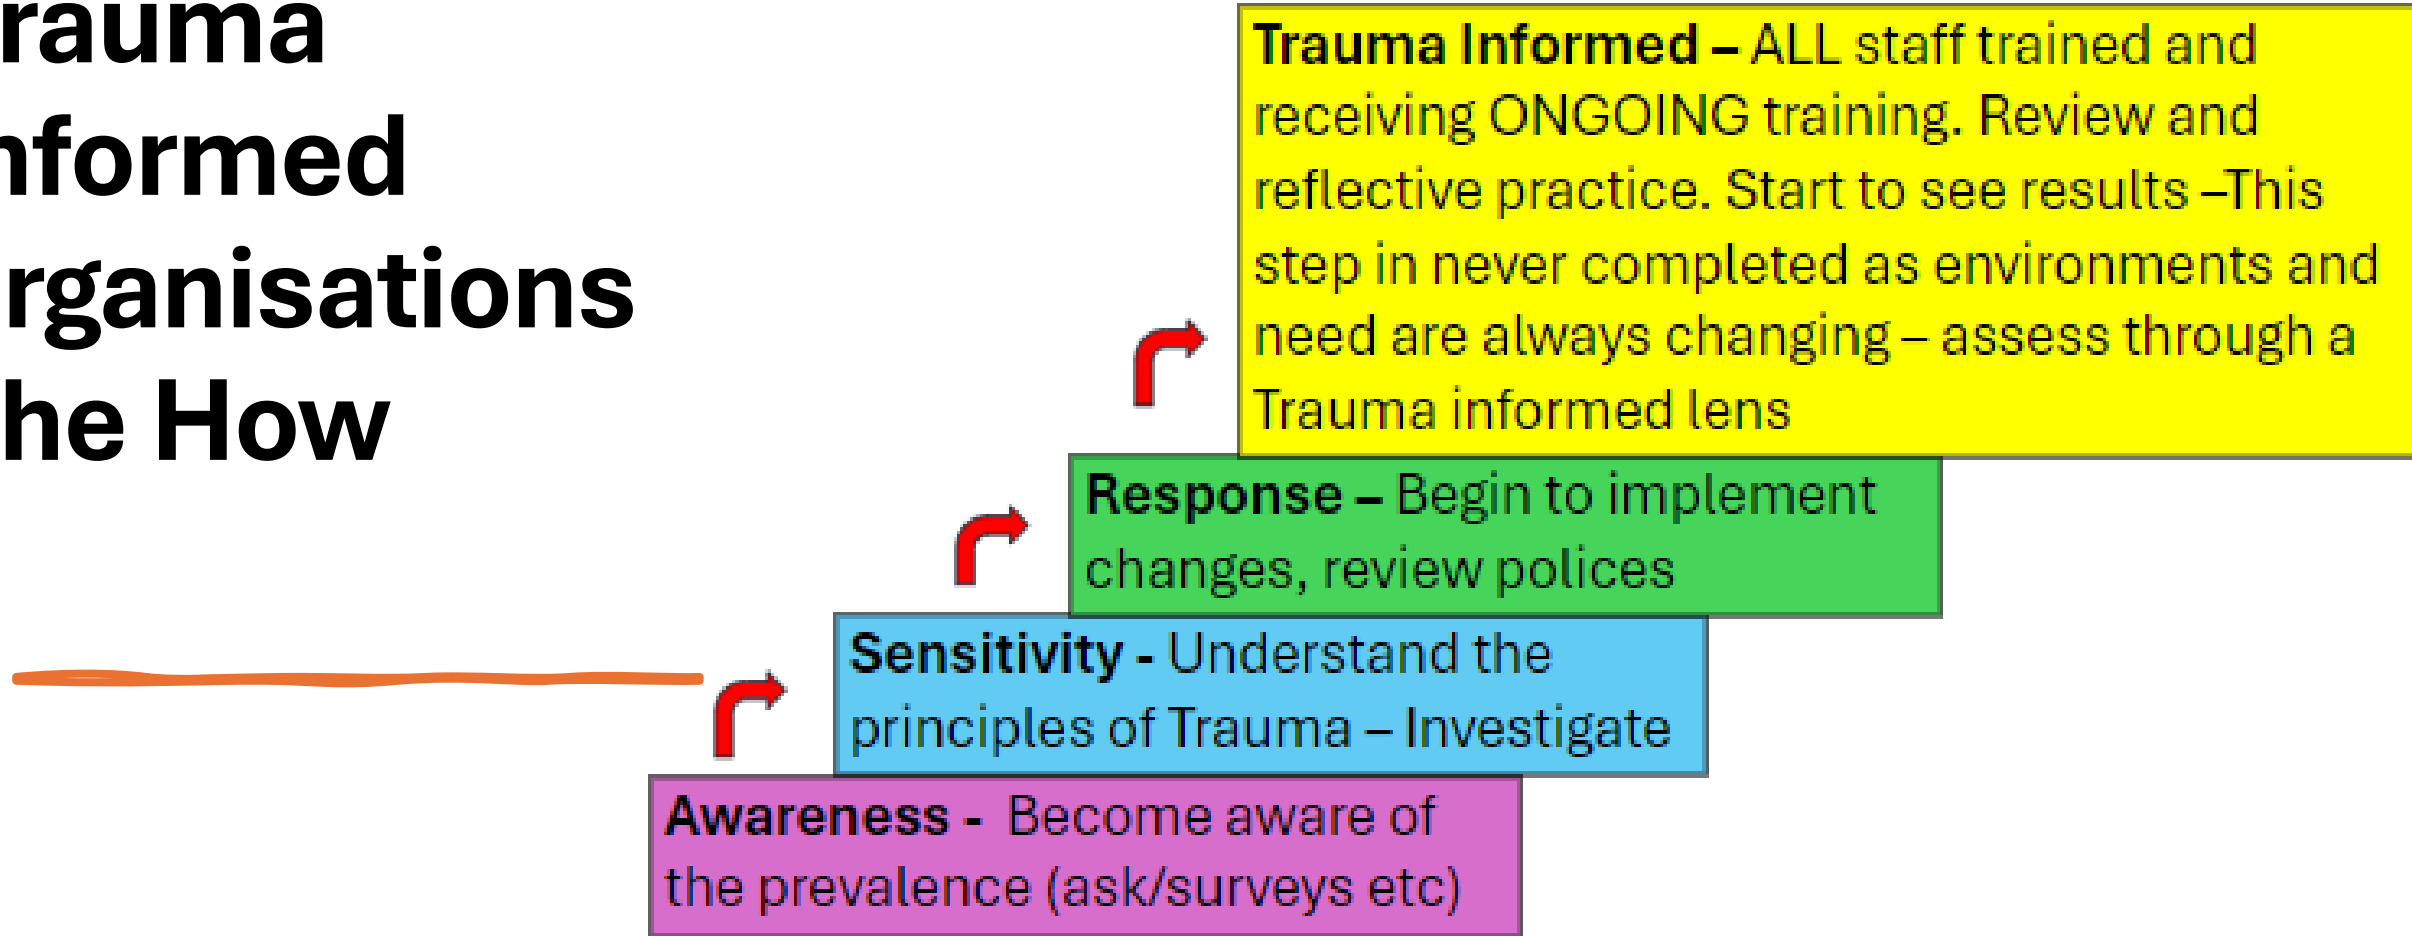 rauma
nformed
rganisations
he How
Trauma Informed – ALL staff trained and
receiving ONGOING training. Review and
reflective practice. Start to see results –This
step in never completed as environments and
need are always changing – assess through a
Trauma informed lens
Response – Begin to implement
changes, review polices
Sensitivity - Understand the
principles of Trauma – Investigate
Awareness -  Become aware of
the prevalence (ask/surveys etc)